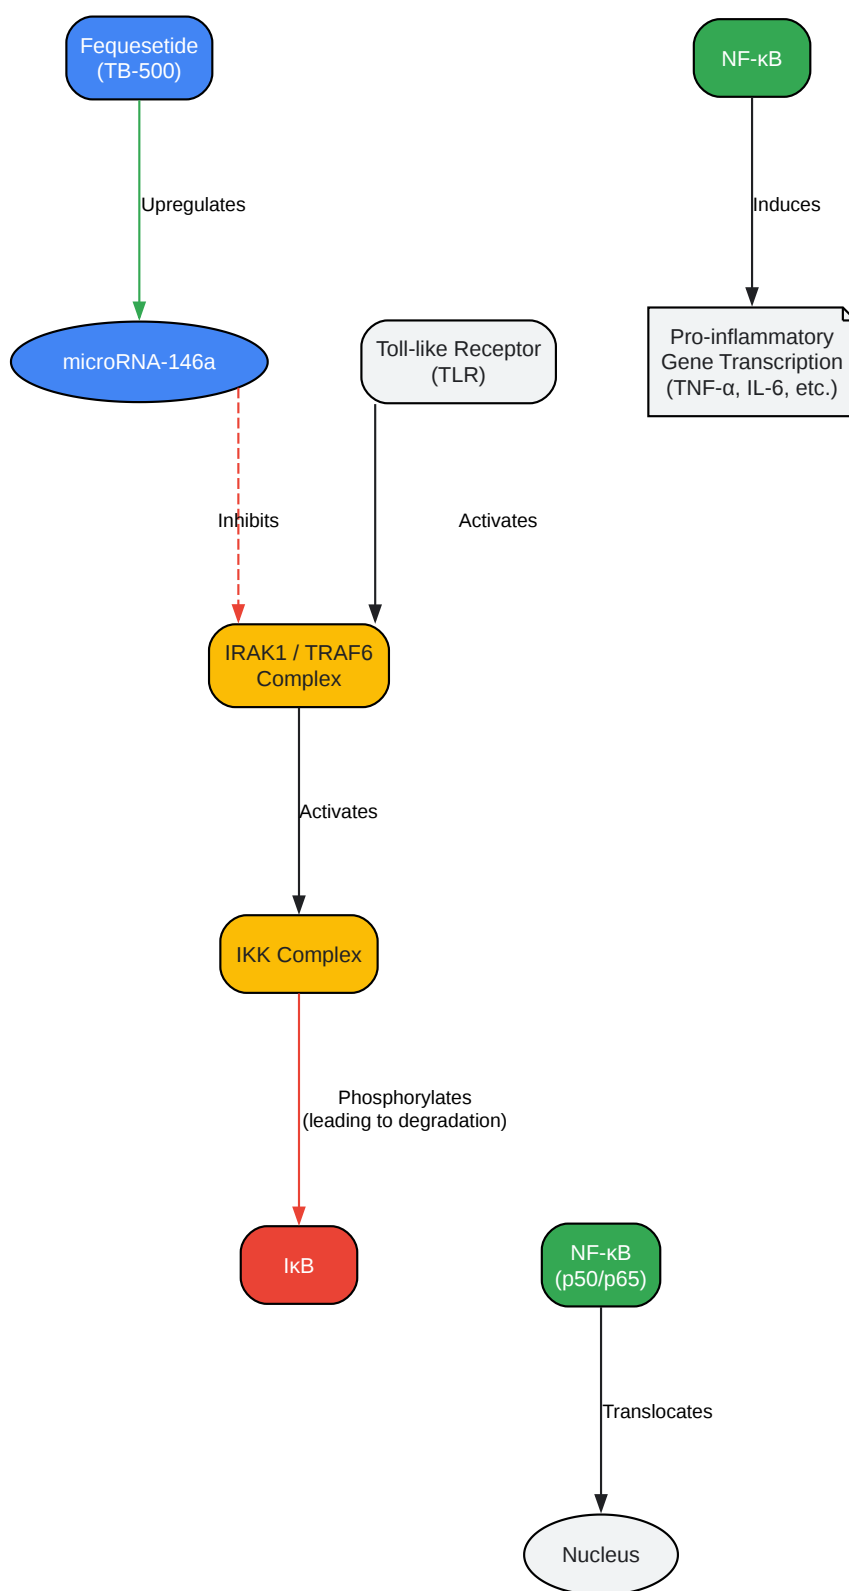 Fequesetide
(TB-500)
NF-κB
Upregulates
Induces
microRNA-146a
Toll-like Receptor
(TLR)
Pro-inflammatory
Gene Transcription
(TNF-α, IL-6, etc.)
Inhibits
Activates
IRAK1 / TRAF6
Complex
Activates
IKK Complex
Phosphorylates
(leading to degradation)
IκB
NF-κB
(p50/p65)
Translocates
Nucleus